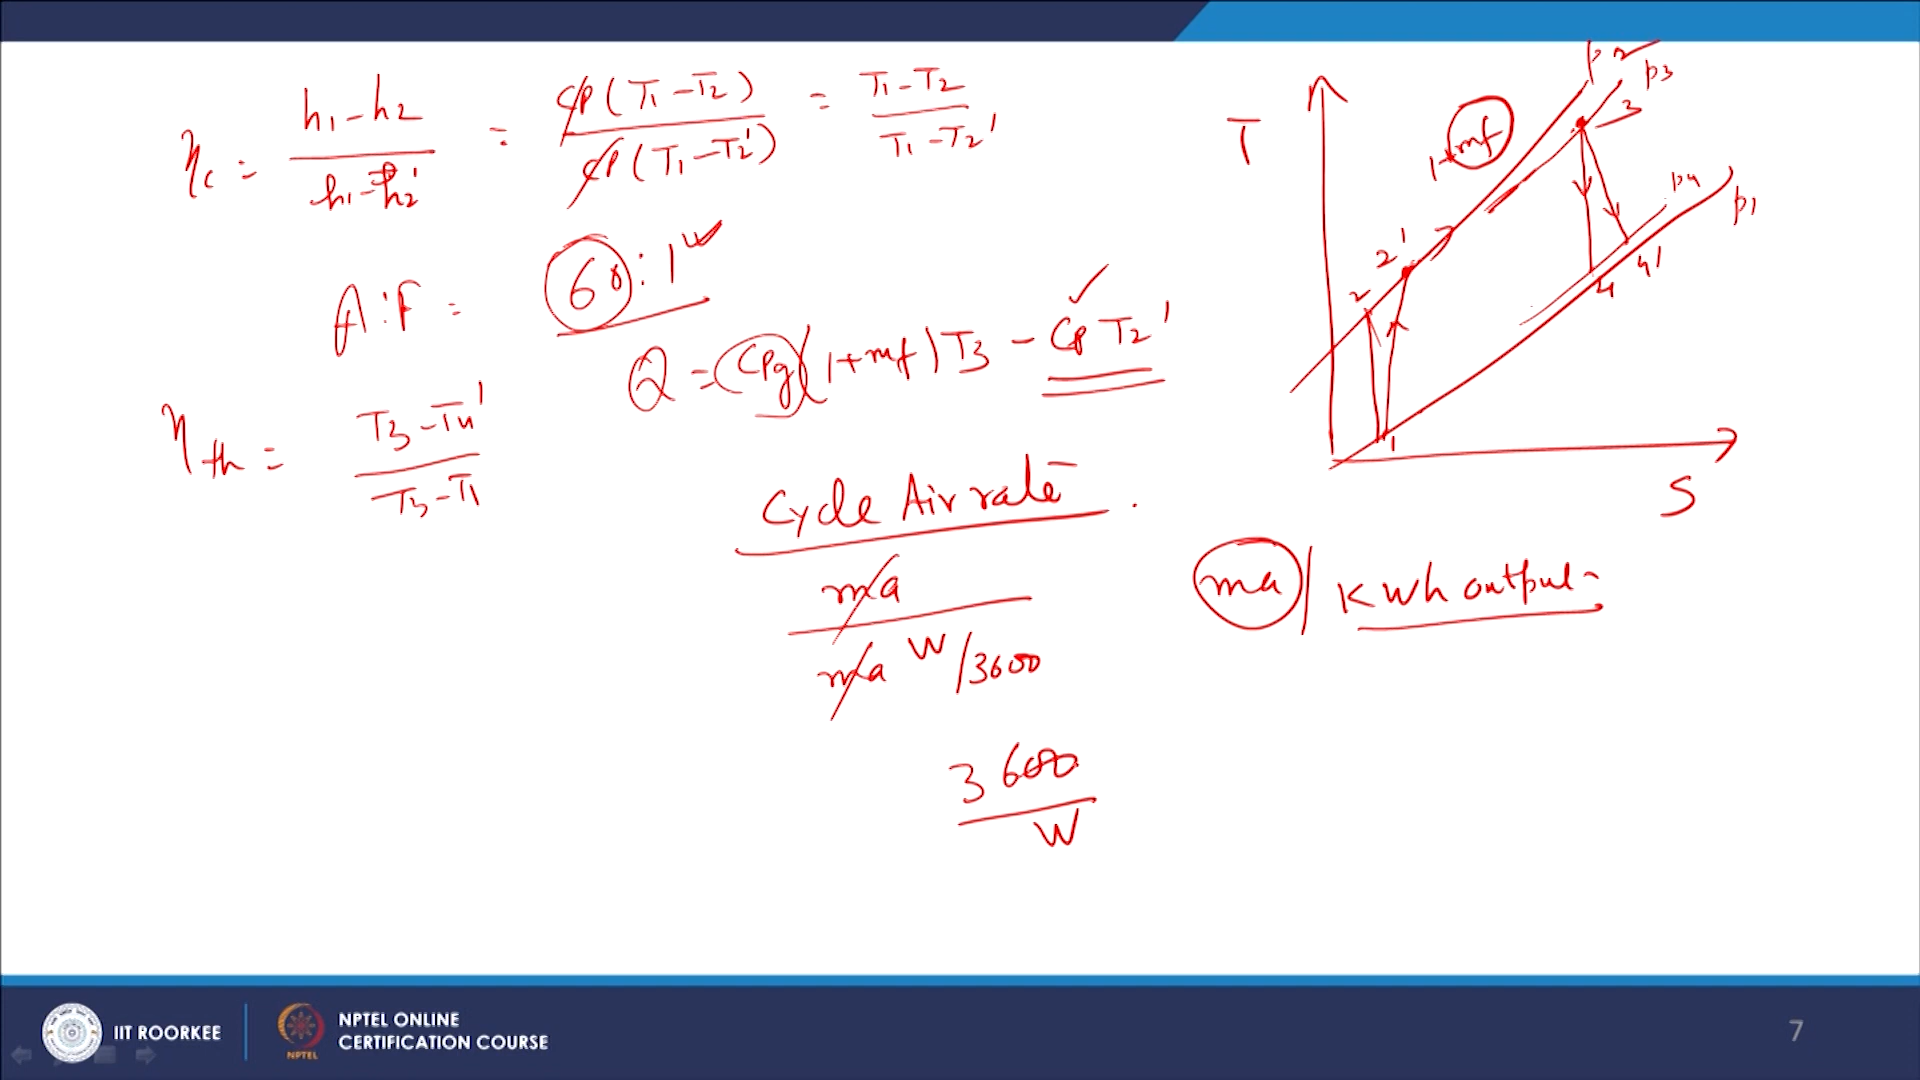 ηc = h1-h2 / h1-h2' = cp(T1-T2) / cp(T1-T2') = T1-T2 / T1-T2'
A:F = 60:1
Q = Cpg(1+mf)T3 - Cp T2'
ηth = T3-T4' / T3-T1
Cycle Air rate
ma / ma W/3600
ma / KWh output
3600 / W
T
1+mf
p2
p3
3
2'
2
p4
p1
4'
4
1
S
IIT ROORKEE
NPTEL
NPTEL ONLINE
CERTIFICATION COURSE
7